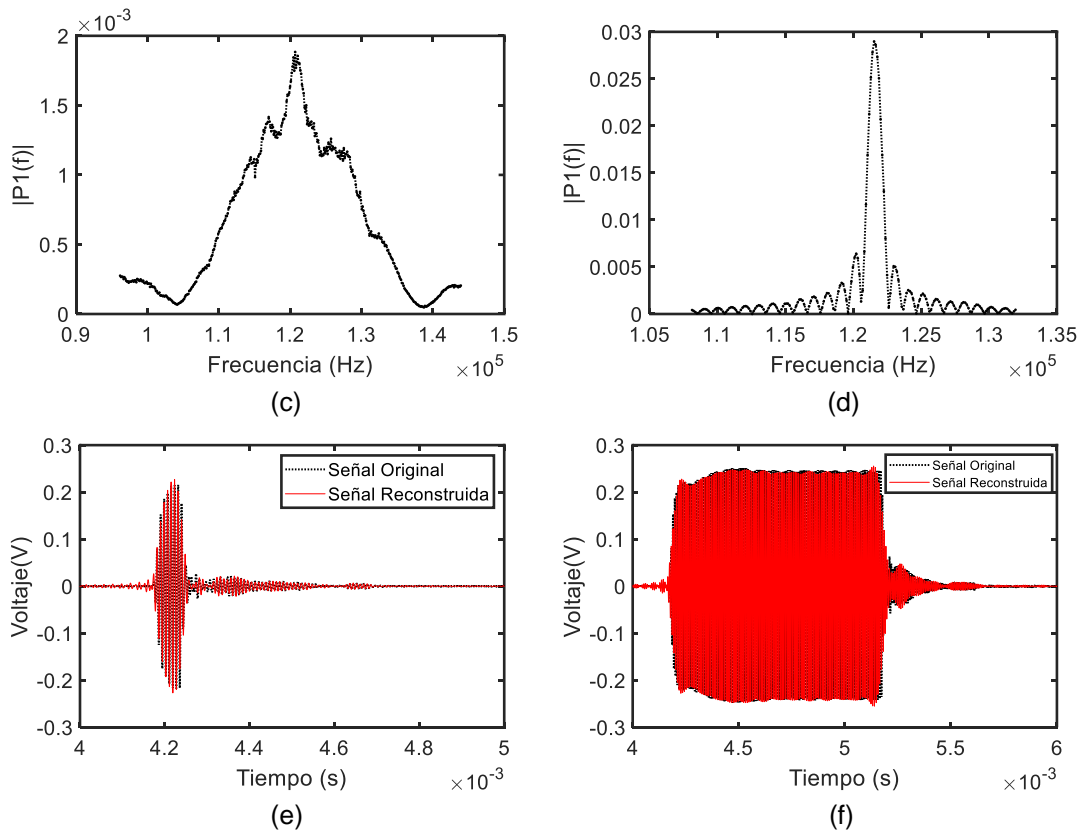 ×10⁻³
2
1.5
1
0.5
0
|P1(f)|
0.9 1 1.1 1.2 1.3 1.4 1.5
Frecuencia (Hz)
×10⁵
(c)
0.03
0.025
0.02
0.015
0.01
0.005
0
|P1(f)|
1.05 1.1 1.15 1.2 1.25 1.3 1.35
Frecuencia (Hz)
×10⁵
(d)
0.3
0.2
0.1
0
-0.1
-0.2
-0.3
Voltaje(V)
Señal Original
Señal Reconstruida
4 4.2 4.4 4.6 4.8 5
Tiempo (s)
×10⁻³
(e)
0.3
0.2
0.1
0
-0.1
-0.2
-0.3
Voltaje(V)
Señal Original
Señal Reconstruida
4 4.5 5 5.5 6
Tiempo (s)
×10⁻³
(f)